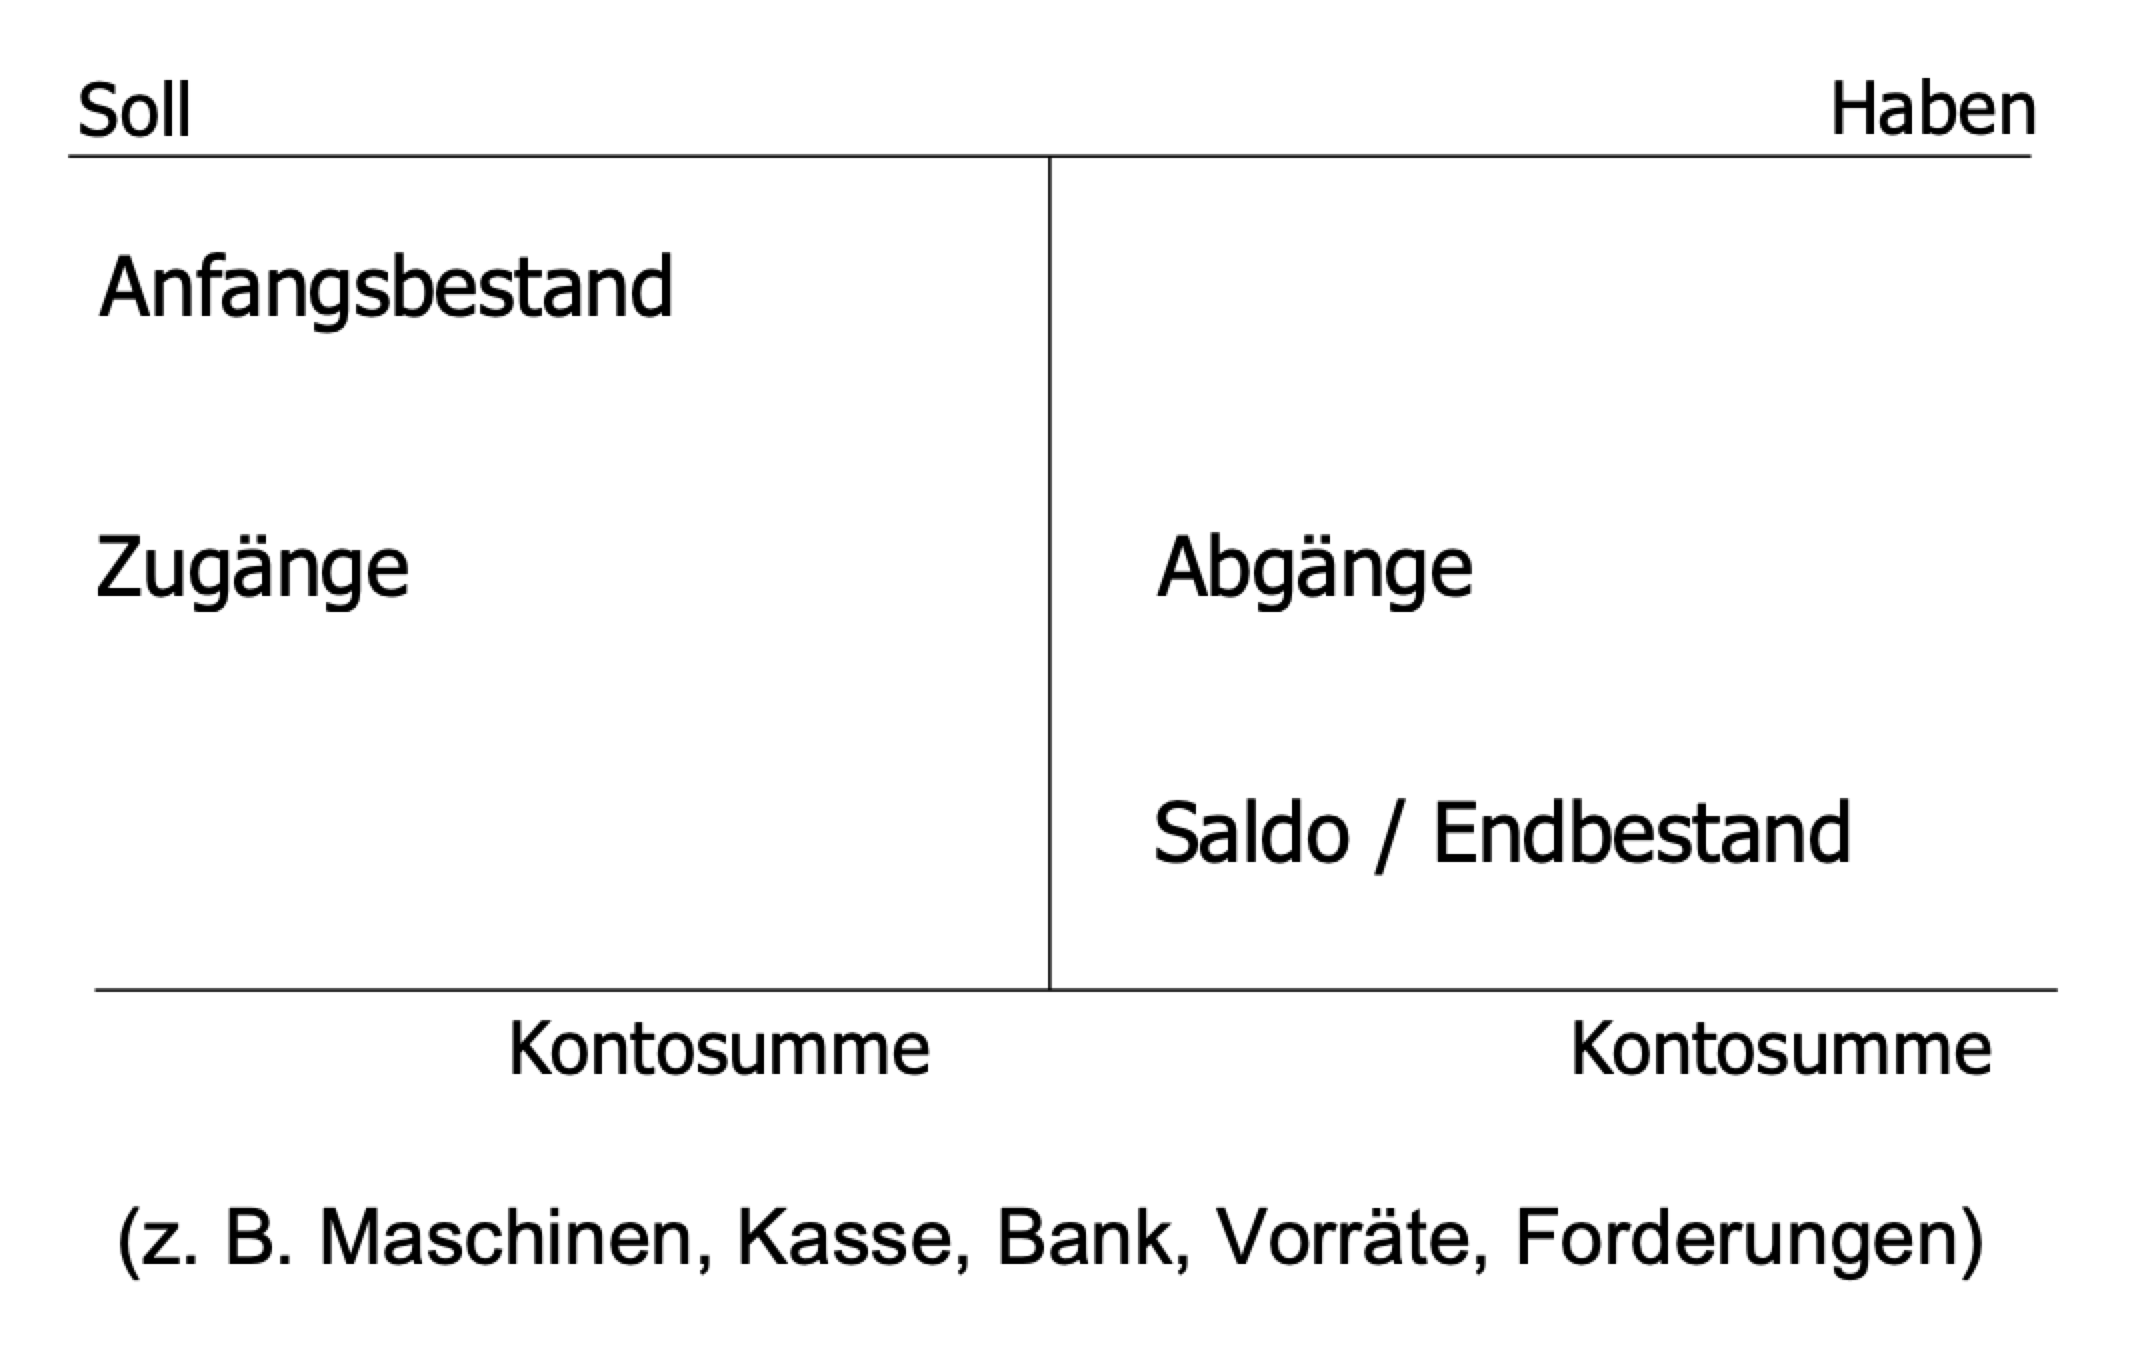 Soll Haben
Anfangsbestand
Zugänge Abgänge
Saldo / Endbestand
Kontosumme Kontosumme
(z. B. Maschinen, Kasse, Bank, Vorräte, Forderungen)